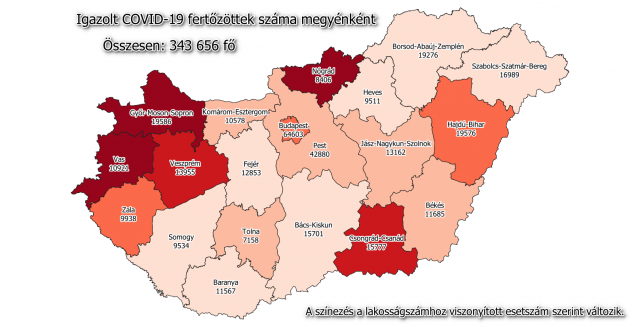 Igazolt COVID-19 fertőzöttek száma megyénként
Összesen: 343 656 fő
Borsod-Abaúj-Zemplén
19276
Szabolcs-Szatmár-Bereg
16989
Nógrád
8406
Heves
9511
Győr-Moson-Sopron
19586
Komárom-Esztergom
10578
Budapest
64603
Hajdú-Bihar
19576
Pest
42880
Jász-Nagykun-Szolnok
13162
Vas
10921
Veszprém
13955
Fejér
12853
Békés
11685
Zala
9938
Somogy
9534
Tolna
7158
Bács-Kiskun
15701
Csongrád-Csanád
15777
Baranya
11567
A színezés a lakosságszámhoz viszonyított esetszám szerint változik.